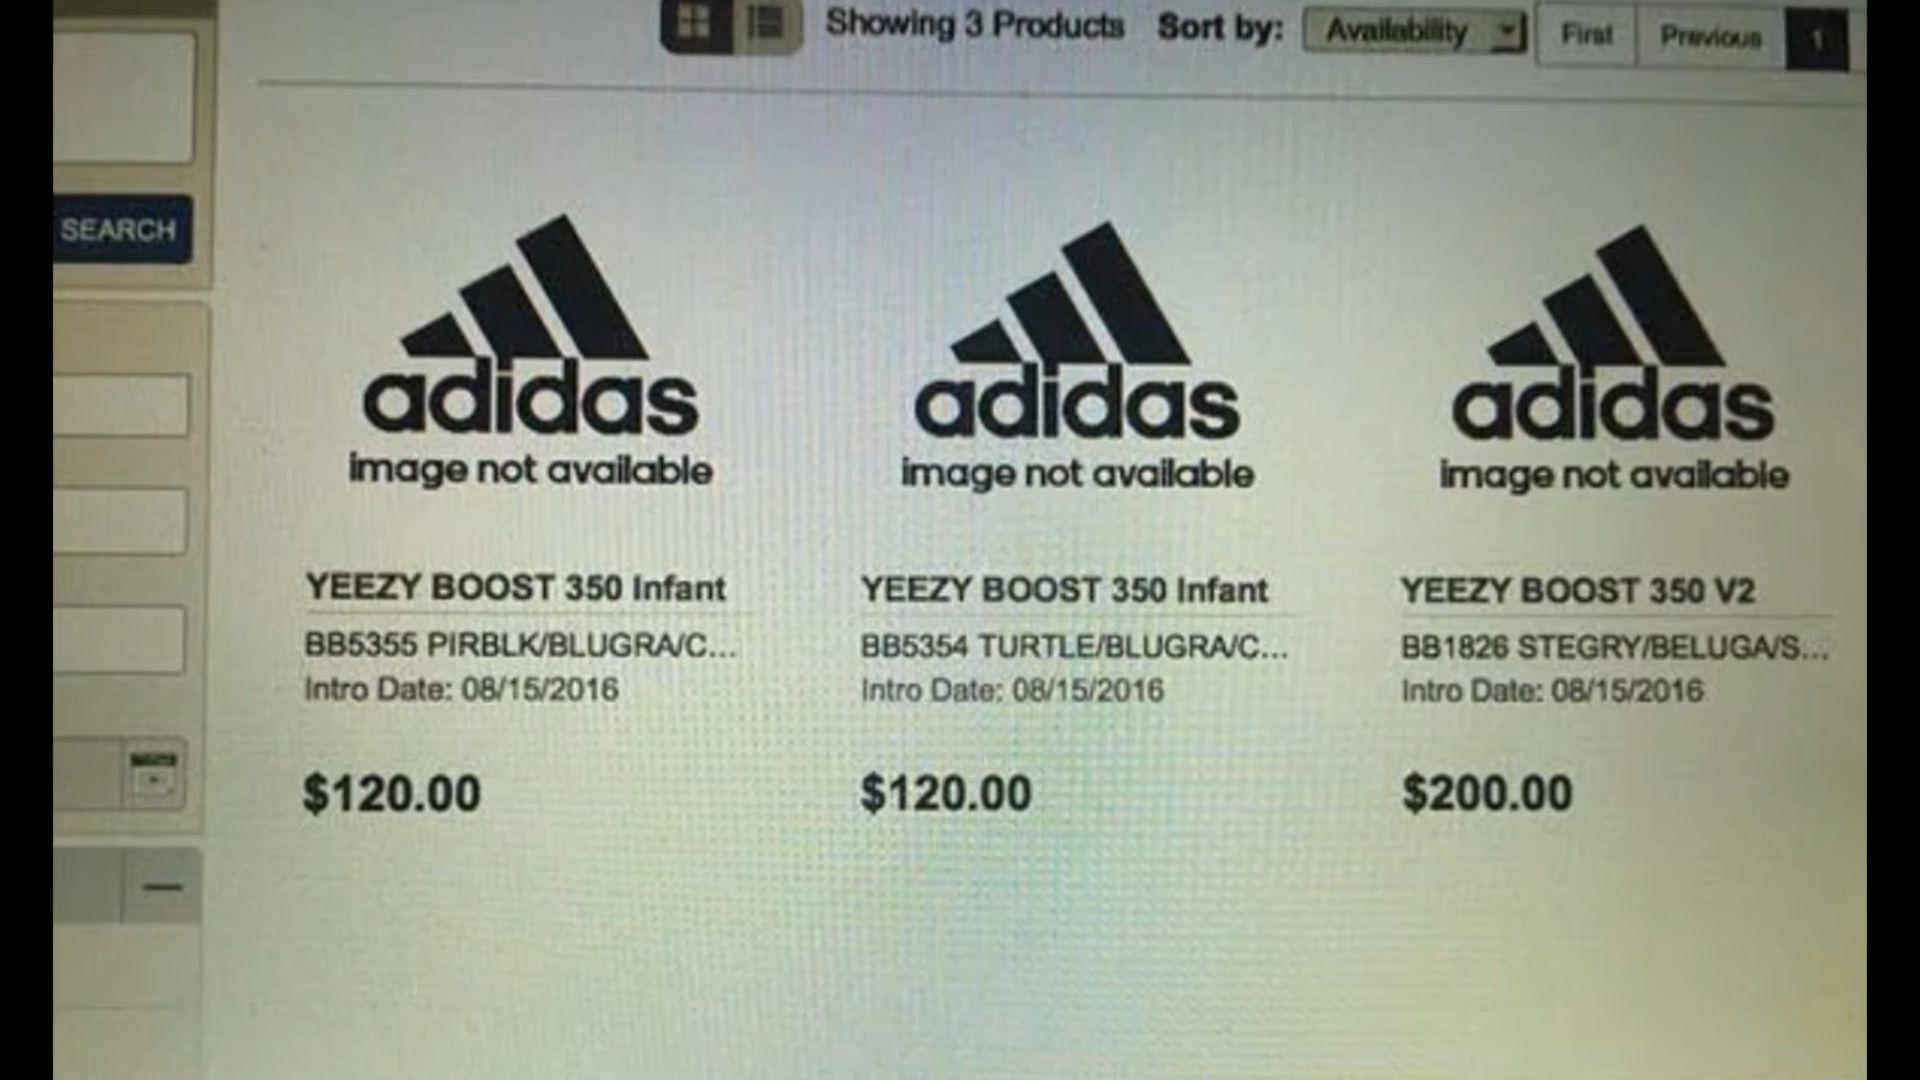 Showing 3 Products Sort by: Availability First Previous 1
SEARCH
adidas
image not available
adidas
image not available
adidas
image not available
YEEZY BOOST 350 Infant
BB5355 PIRBLK/BLUGRA/C...
Intro Date: 08/15/2016
$120.00
YEEZY BOOST 350 Infant
BB5354 TURTLE/BLUGRA/C...
Intro Date: 08/15/2016
$120.00
YEEZY BOOST 350 V2
BB1826 STEGRY/BELUGA/S...
Intro Date: 08/15/2016
$200.00